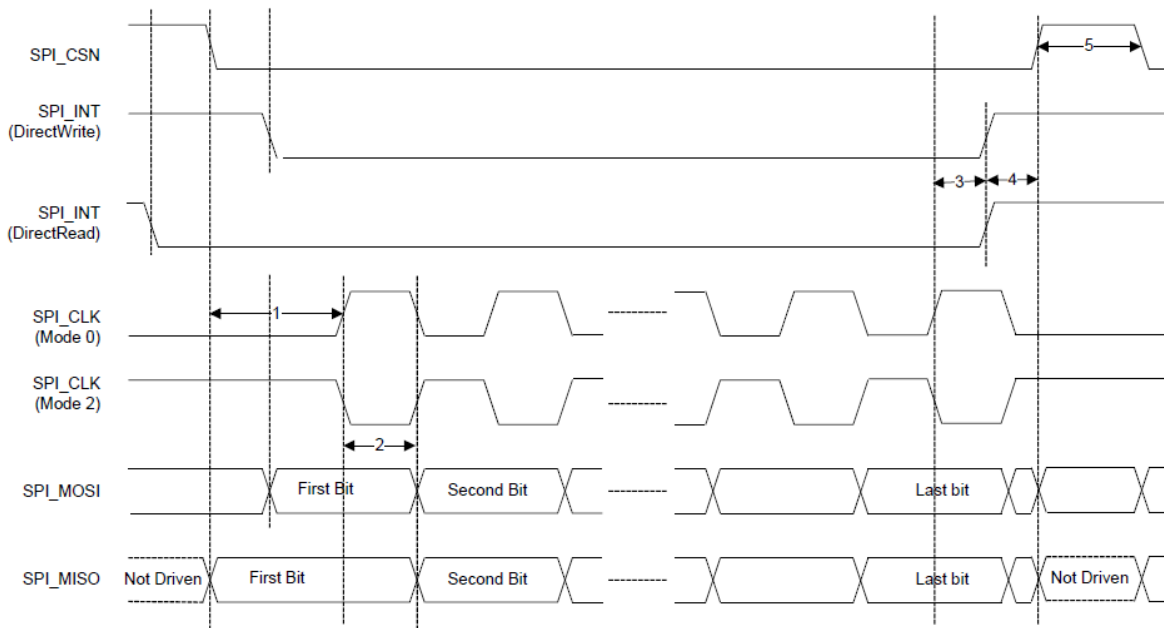 SPI_CSN
5
SPI_INT
(DirectWrite)
3
4
SPI_INT
(DirectRead)
1
SPI_CLK
(Mode 0)
SPI_CLK
(Mode 2)
2
SPI_MOSI
First Bit
Second Bit
Last bit
SPI_MISO
Not Driven
First Bit
Second Bit
Last bit
Not Driven